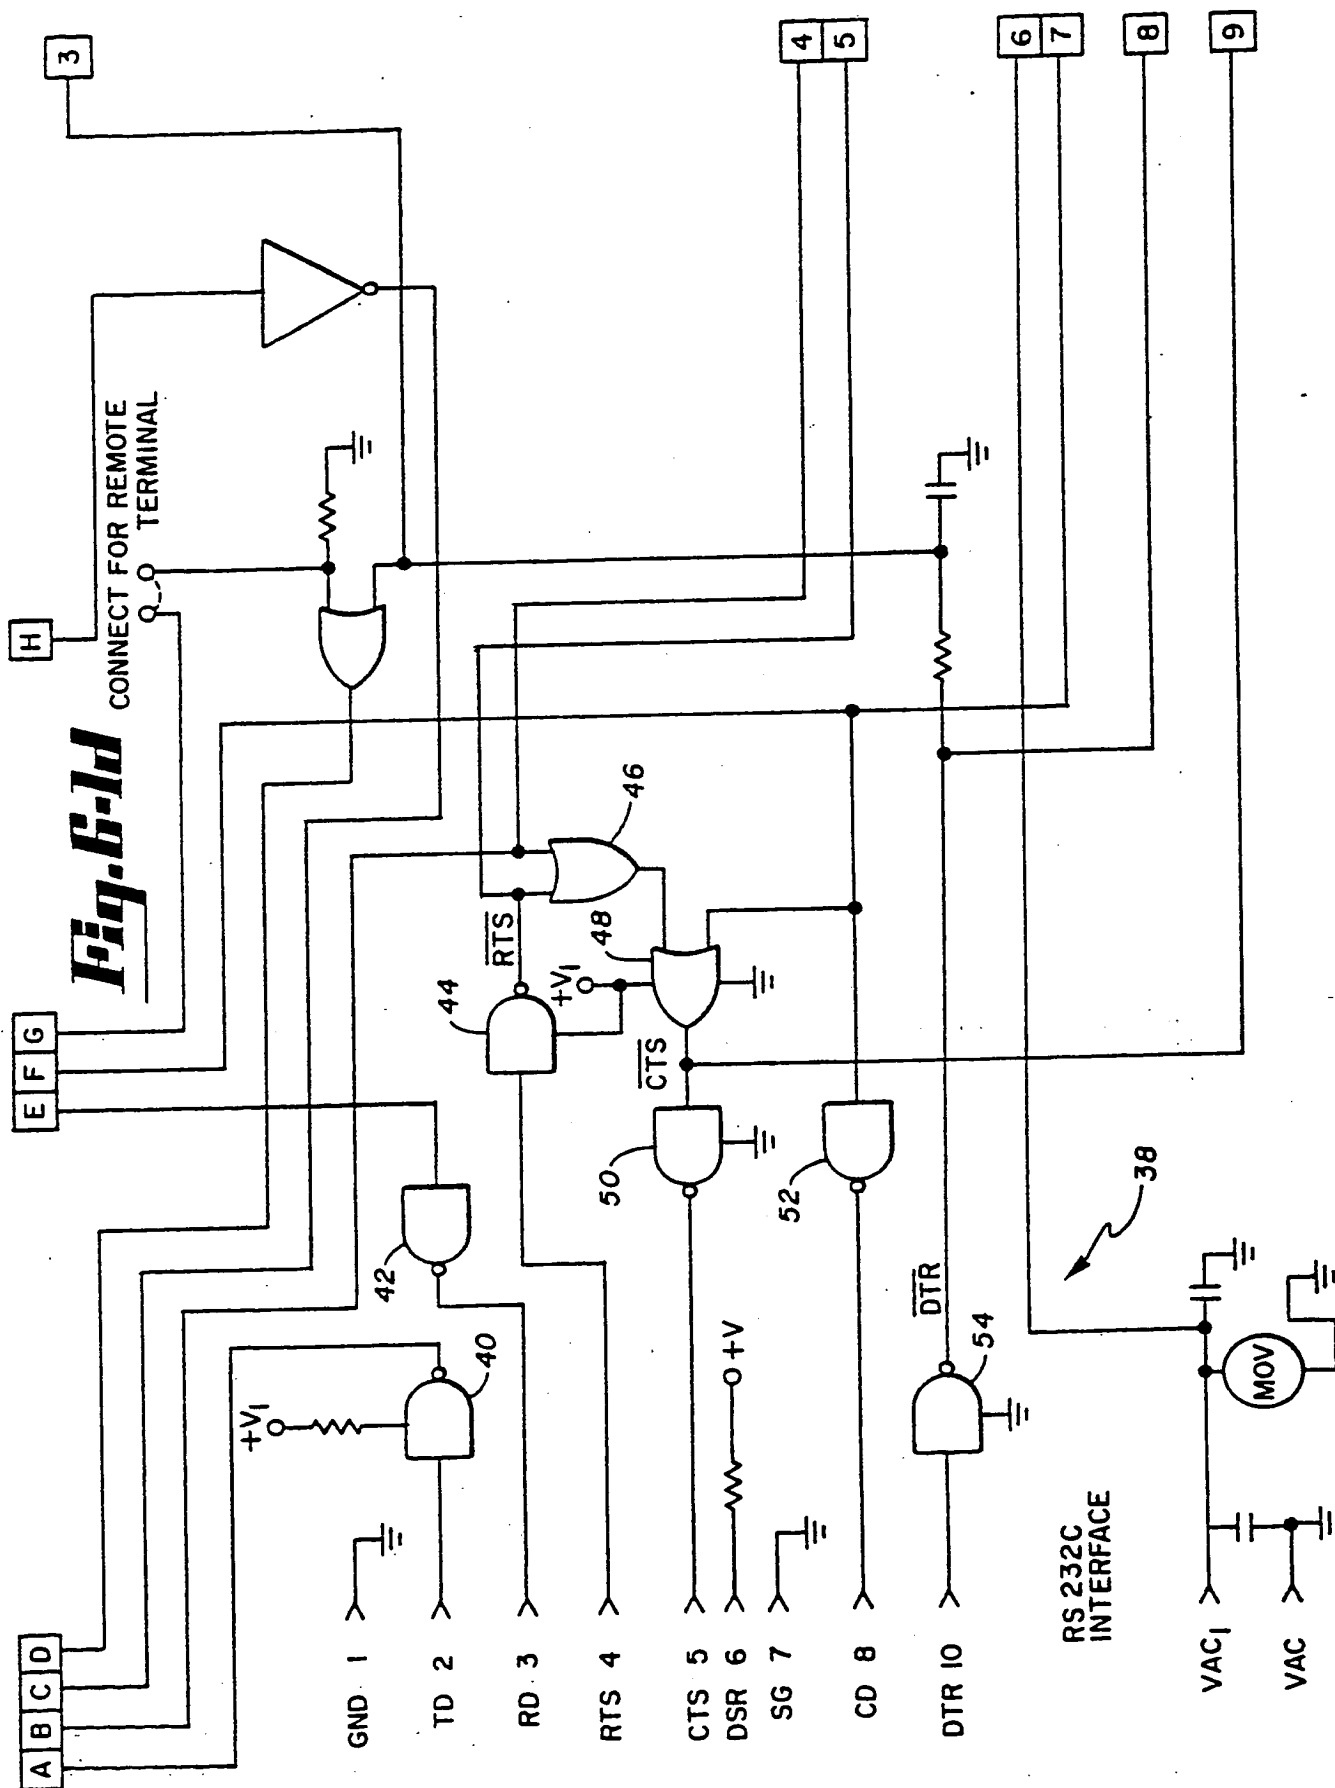 Fig. 6-1d
A B C D
E F G
H
3
CONNECT FOR REMOTE
TERMINAL
4
5
6
7
8
9
+V1
40
42
44
RTS
+V1
46
48
CTS
50
52
DTR
54
38
+V
GND 1
TD 2
RD 3
RTS 4
CTS 5
DSR 6
SG 7
CD 8
DTR 10
RS 232C
INTERFACE
VAC1
VAC
MOV